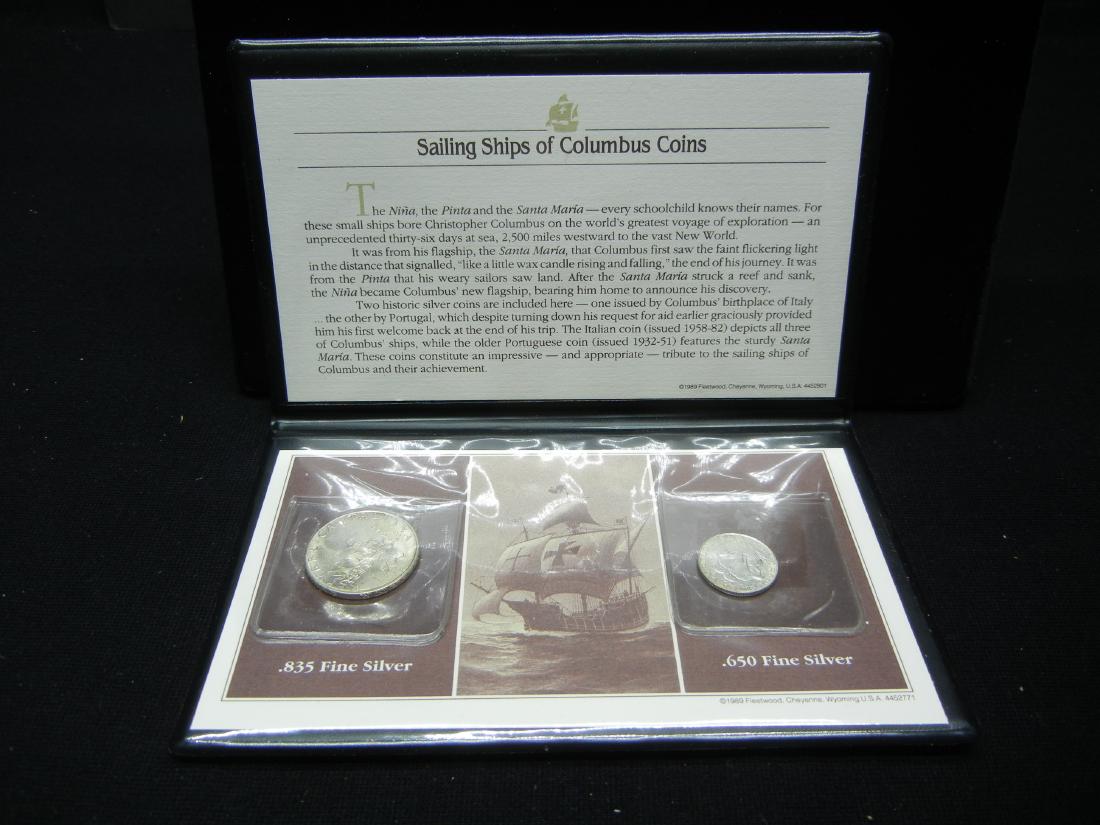 Sailing Ships of Columbus Coins
The Niña, the Pinta and the Santa María — every schoolchild knows their names. For
these small ships bore Christopher Columbus on the world's greatest voyage of exploration — an
unprecedented thirty-six days at sea, 2,500 miles westward to the vast New World.
It was from his flagship, the Santa María, that Columbus first saw the faint flickering light
in the distance that signalled, "like a little wax candle rising and falling," the end of his journey. It was
from the Pinta that his weary sailors saw land. After the Santa María struck a reef and sank,
the Niña became Columbus' new flagship, bearing him home to announce his discovery.
Two historic silver coins are included here — one issued by Columbus' birthplace of Italy
... the other by Portugal, which despite turning down his request for aid earlier graciously provided
him his first welcome back at the end of his trip. The Italian coin (issued 1958-82) depicts all three
of Columbus' ships, while the older Portuguese coin (issued 1932-51) features the sturdy Santa
María. These coins constitute an impressive — and appropriate — tribute to the sailing ships of
Columbus and their achievement.
©1989 Fleetwood, Cheyenne, Wyoming, U.S.A. 4452801
.835 Fine Silver
.650 Fine Silver
©1989 Fleetwood, Cheyenne, Wyoming U.S.A. 4452771